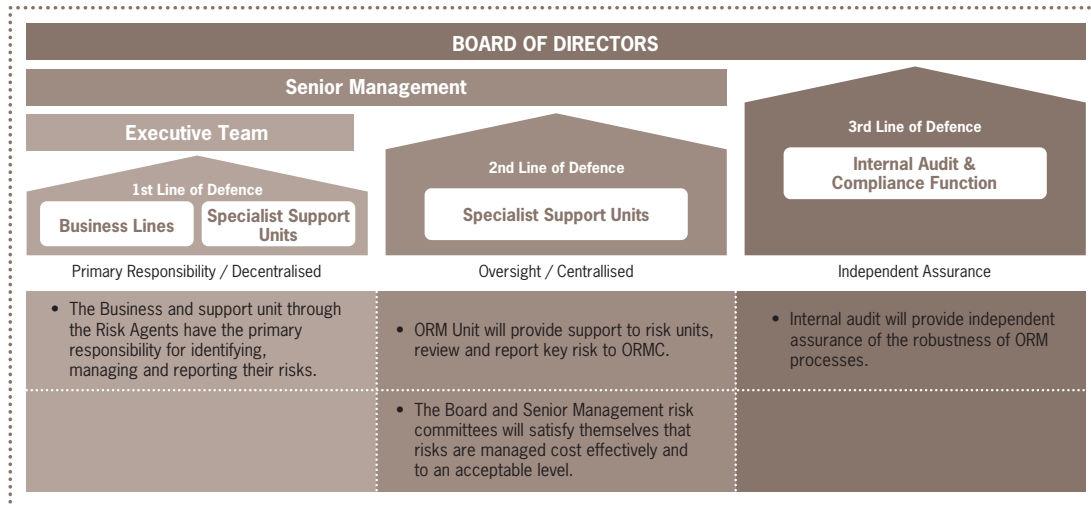 BOARD OF DIRECTORS
Senior Management
Executive Team
1st Line of Defence
Business Lines
Specialist Support
Units
2nd Line of Defence
Specialist Support Units
3rd Line of Defence
Internal Audit &
Compliance Function
Primary Responsibility / Decentralised
Oversight / Centrallised
Independent Assurance
• The Business and support unit through
the Risk Agents have the primary
responsibility for identifying,
managing and reporting their risks.
• ORM Unit will provide support to risk units,
review and report key risk to ORMC.
• Internal audit will provide independent
assurance of the robustness of ORM
processes.
• The Board and Senior Management risk
committees will satisfy themselves that
risks are managed cost effectively and
to an acceptable level.